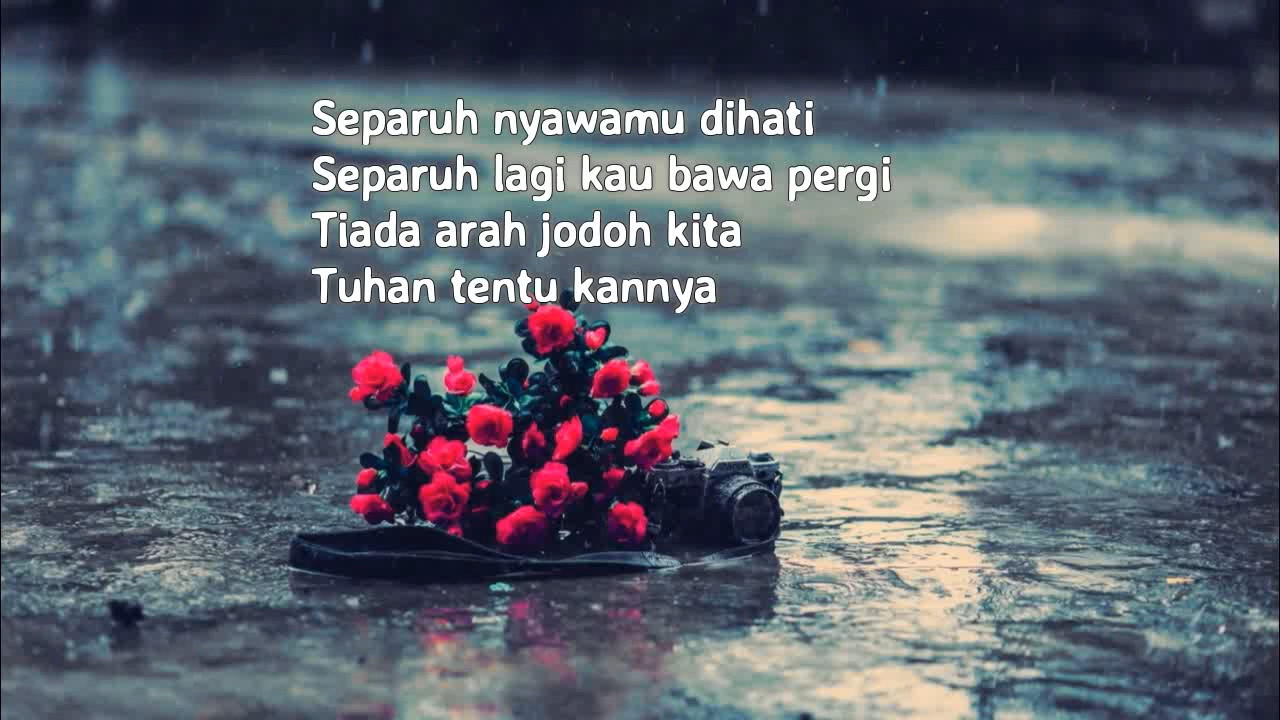 Separuh nyawamu dihati
Separuh lagi kau bawa pergi
Tiada arah jodoh kita
Tuhan tentu kannya